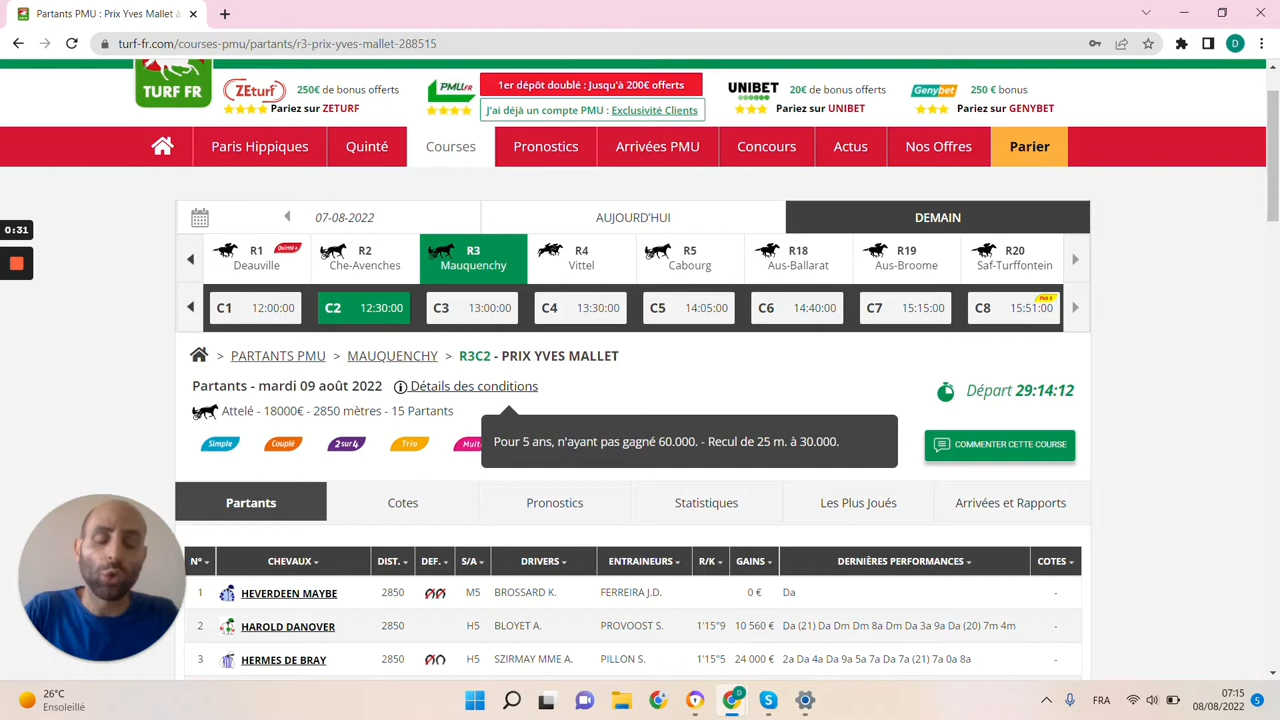 Partants PMU : Prix Yves Mallet à
turf-fr.com/courses-pmu/partants/r3-prix-yves-mallet-288515
D
TURF FR
ZEturf 250€ de bonus offerts
Pariez sur ZETURF
PMU.FR
1er dépôt doublé : Jusqu'à 200€ offerts
J'ai déjà un compte PMU : Exclusivité Clients
UNIBET 20€ de bonus offerts
Pariez sur UNIBET
Genybet 250 € bonus
Pariez sur GENYBET
Paris Hippiques Quinté Courses Pronostics Arrivées PMU Concours Actus Nos Offres Parier
0:31
07-08-2022 AUJOURD'HUI DEMAIN
R1 Quinté+ R2 R3 R4 R5 R18 R19 R20
Deauville Che-Avenches Mauquenchy Vittel Cabourg Aus-Ballarat Aus-Broome Saf-Turffontein
C1 12:00:00 C2 12:30:00 C3 13:00:00 C4 13:30:00 C5 14:05:00 C6 14:40:00 C7 15:15:00 C8 15:51:00 Pick 5
> PARTANTS PMU > MAUQUENCHY > R3C2 - PRIX YVES MALLET
Partants - mardi 09 août 2022 Détails des conditions
Départ 29:14:12
Attelé - 18000€ - 2850 mètres - 15 Partants
Simple Couplé 2 sur 4 Trio Mult
Pour 5 ans, n'ayant pas gagné 60.000. - Recul de 25 m. à 30.000.
COMMENTER CETTE COURSE
Partants Cotes Pronostics Statistiques Les Plus Joués Arrivées et Rapports
N° CHEVAUX DIST. DEF. S/A DRIVERS ENTRAINEURS R/K GAINS DERNIÈRES PERFORMANCES COTES
1 HEVERDEEN MAYBE 2850 M5 BROSSARD K. FERREIRA J.D. 0 € Da -
2 HAROLD DANOVER 2850 H5 BLOYET A. PROVOOST S. 1'15"9 10 560 € Da (21) Da Dm Dm 8a Dm Da 3a 9a Da (20) 7m 4m -
3 HERMES DE BRAY 2850 H5 SZIRMAY MME A. PILLON S. 1'15"5 24 000 € 2a Da 4a Da 9a 5a 7a Da 7a (21) 7a 0a 8a -
26°C
Ensoleillé
D
FRA
07:15
08/08/2022
5